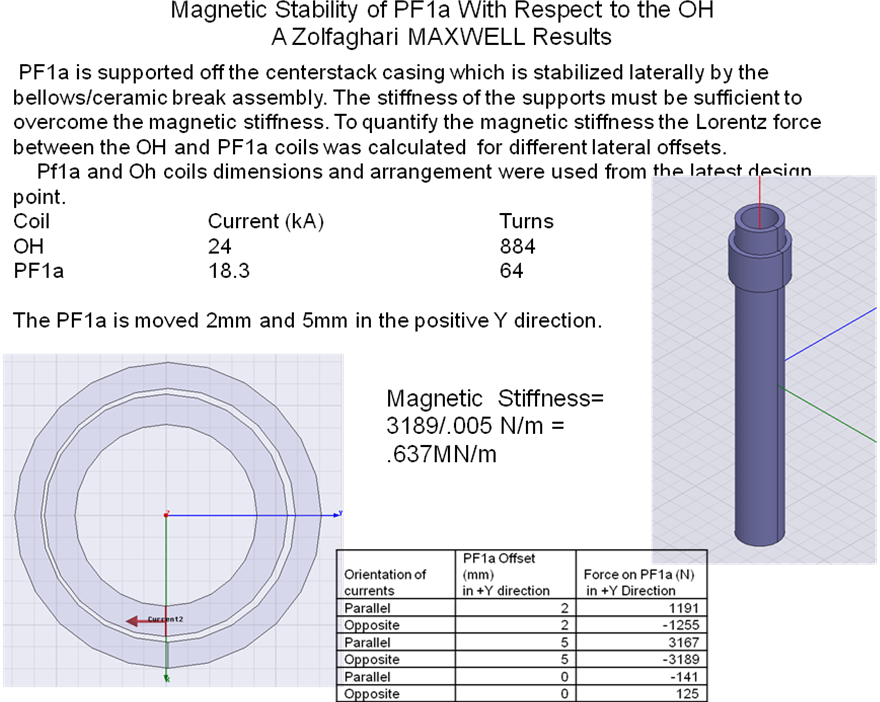 Magnetic Stability of PF1a With Respect to the OH
A Zolfaghari MAXWELL Results
PF1a is supported off the centerstack casing which is stabilized laterally by the
bellows/ceramic break assembly. The stiffness of the supports must be sufficient to
overcome the magnetic stiffness. To quantify the magnetic stiffness the Lorentz force
between the OH and PF1a coils was calculated for different lateral offsets.
Pf1a and Oh coils dimensions and arrangement were used from the latest design
point.
Coil Current (kA) Turns
OH 24 884
PF1a 18.3 64
The PF1a is moved 2mm and 5mm in the positive Y direction.
Magnetic Stiffness=
3189/.005 N/m =
.637MN/m
Z
Y
Current2
X
Orientation of
currents
PF1a Offset
(mm)
in +Y direction
Force on PF1a (N)
in +Y Direction
Parallel 2 1191
Opposite 2 -1255
Parallel 5 3167
Opposite 5 -3189
Parallel 0 -141
Opposite 0 125